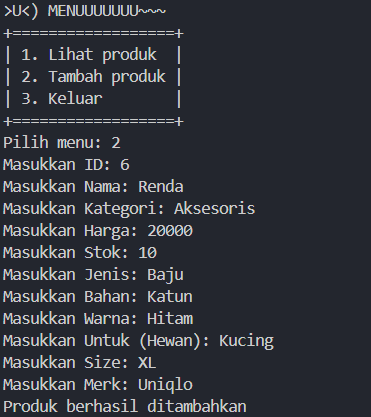 >U<) MENUUUUUUU~~~
+==================+
| 1. Lihat produk  |
| 2. Tambah produk |
| 3. Keluar        |
+==================+
Pilih menu: 2
Masukkan ID: 6
Masukkan Nama: Renda
Masukkan Kategori: Aksesoris
Masukkan Harga: 20000
Masukkan Stok: 10
Masukkan Jenis: Baju
Masukkan Bahan: Katun
Masukkan Warna: Hitam
Masukkan Untuk (Hewan): Kucing
Masukkan Size: XL
Masukkan Merk: Uniqlo
Produk berhasil ditambahkan